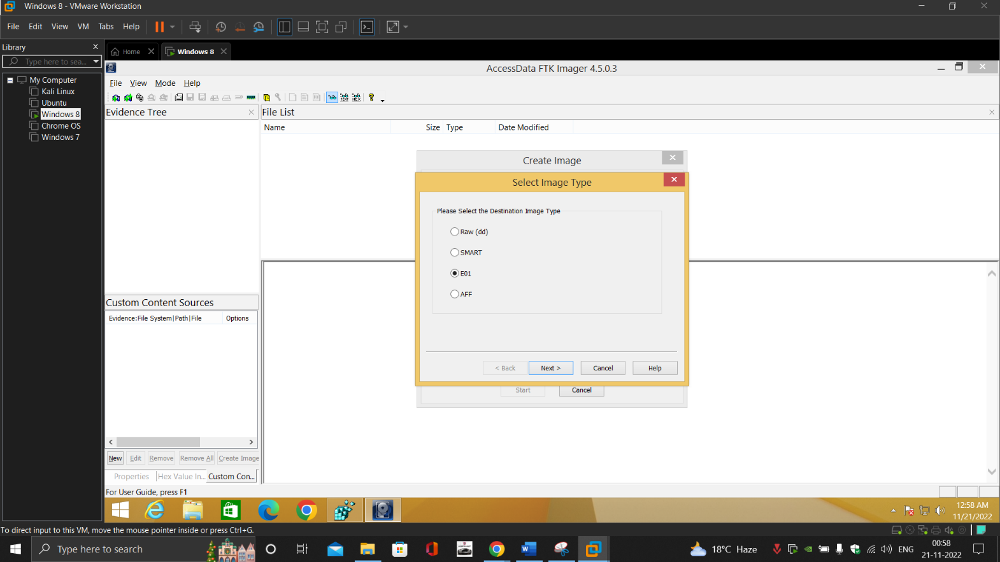 Windows 8 - VMware Workstation
File Edit View VM Tabs Help
Library
Type here to sea...
My Computer
Kali Linux
Ubuntu
Windows 8
Chrome OS
Windows 7
Home
Windows 8
AccessData FTK Imager 4.5.0.3
File View Mode Help
Evidence Tree
File List
Name Size Type Date Modified
Create Image
Select Image Type
Please Select the Destination Image Type
Raw (dd)
SMART
E01
AFF
< Back Next > Cancel Help
Start Cancel
Custom Content Sources
Evidence:File System|Path|File Options
New Edit Remove Remove All Create Image
Properties Hex Value In... Custom Con...
For User Guide, press F1
12:58 AM
11/21/2022
To direct input to this VM, move the mouse pointer inside or press Ctrl+G.
Type here to search
18°C Haze
ENG
00:58
21-11-2022